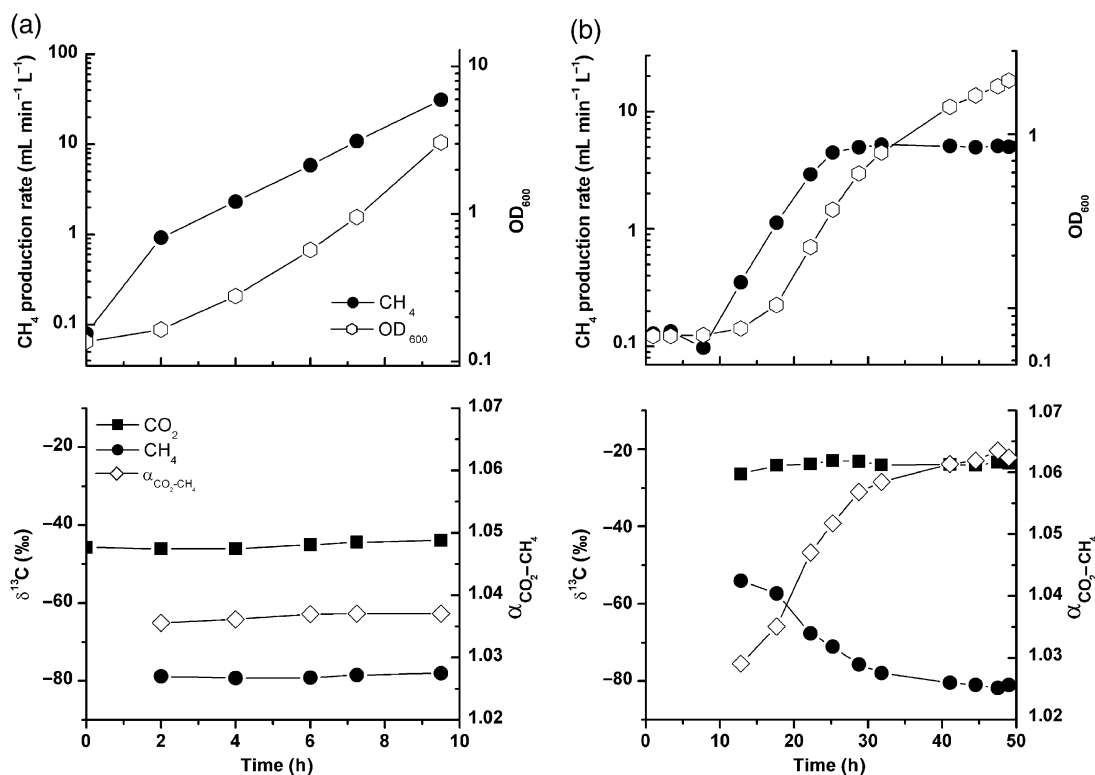 (a)
(b)
CH₄ production rate (mL min⁻¹ L⁻¹)
100
10
1
0.1
10
1
0.1
OD₆₀₀
CH₄
OD₆₀₀
CH₄ production rate (mL min⁻¹ L⁻¹)
10
1
0.1
1
0.1
OD₆₀₀
δ¹³C (‰)
−20
−40
−60
−80
CO₂
CH₄
α CO₂−CH₄
1.07
1.06
1.05
1.04
1.03
1.02
α CO₂−CH₄
0 2 4 6 8 10
Time (h)
δ¹³C (‰)
−20
−40
−60
−80
1.07
1.06
1.05
1.04
1.03
1.02
α CO₂−CH₄
0 10 20 30 40 50
Time (h)